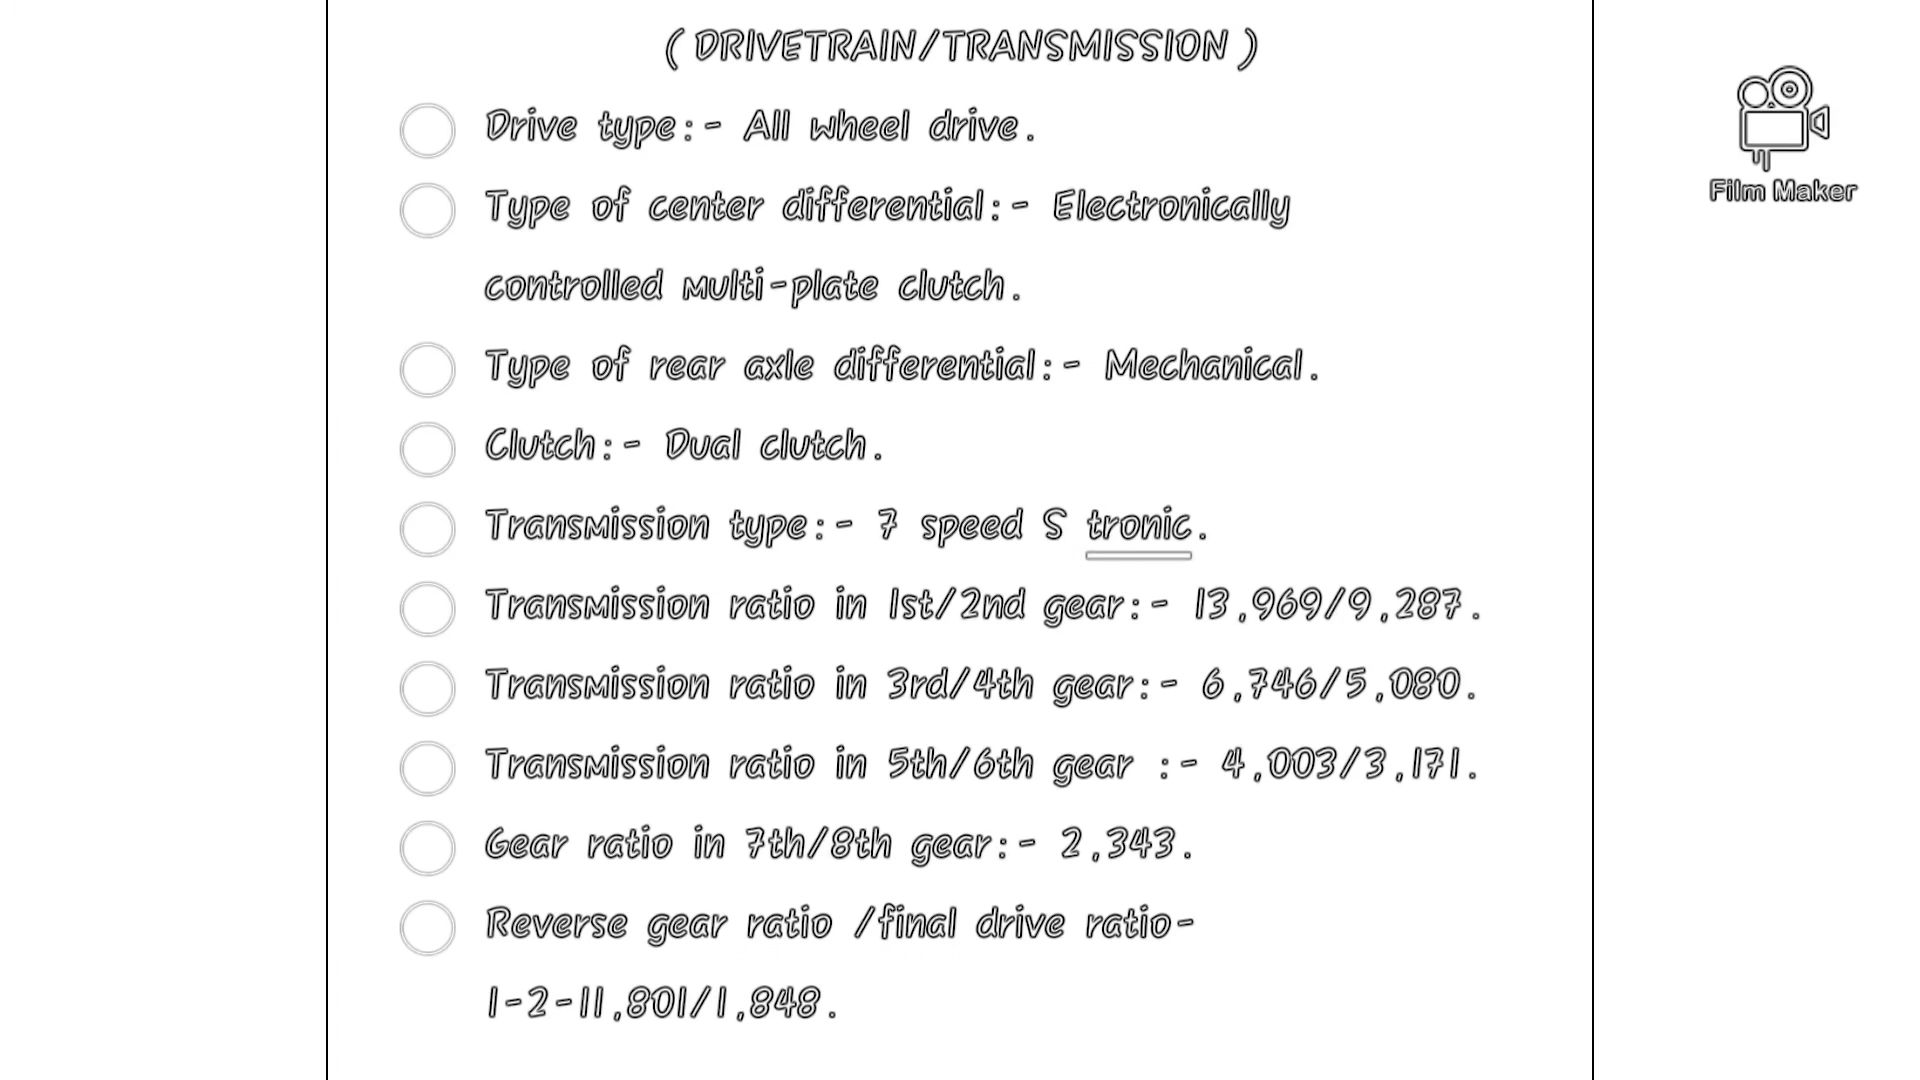 ( DRIVETRAIN/TRANSMISSION )
Drive type:- All wheel drive.
Type of center differential:- Electronically
controlled multi-plate clutch.
Type of rear axle differential:- Mechanical.
Clutch:- Dual clutch.
Transmission type:- 7 speed S tronic.
Transmission ratio in 1st/2nd gear:- 13,969/9,287.
Transmission ratio in 3rd/4th gear:- 6,746/5,080.
Transmission ratio in 5th/6th gear :- 4,003/3,171.
Gear ratio in 7th/8th gear:- 2,343.
Reverse gear ratio /final drive ratio-
1-2-11,801/1,848.
Film Maker